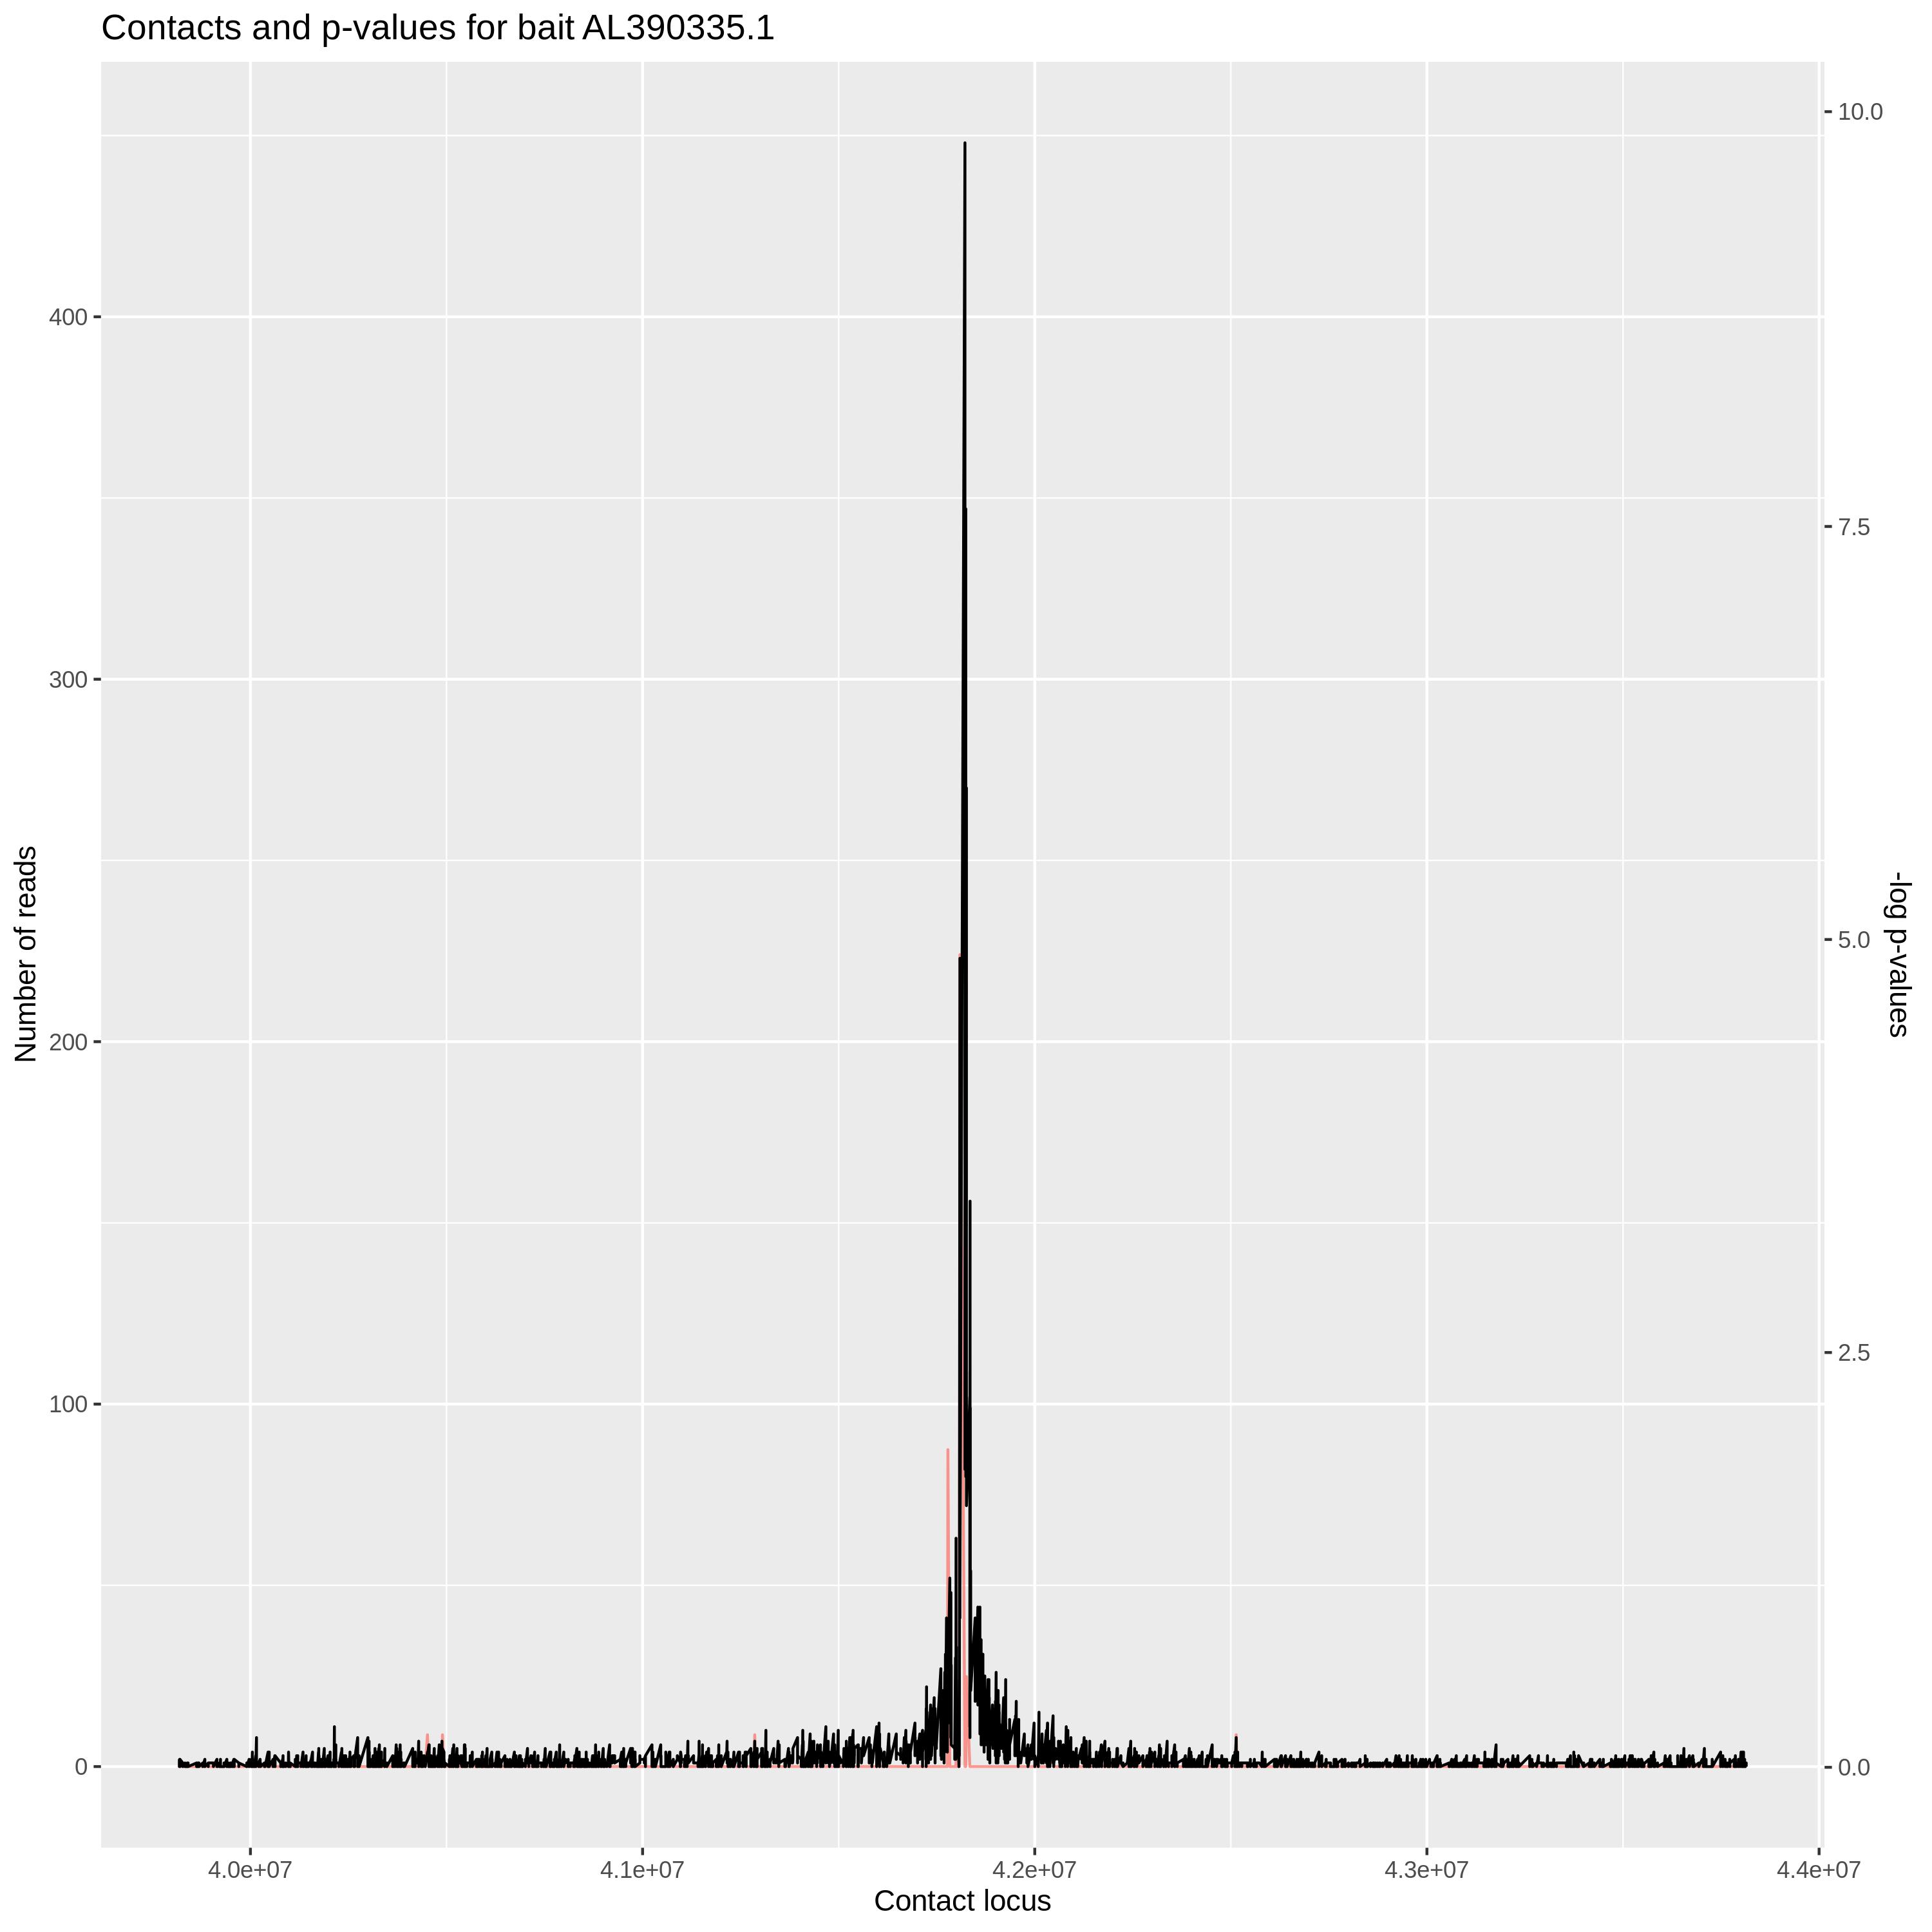 Contacts and p-values for bait AL390335.1
400
300
200
100
0
Number of reads
10.0
7.5
5.0
2.5
0.0
-log p-values
4.0e+07 4.1e+07 4.2e+07 4.3e+07 4.4e+07
Contact locus